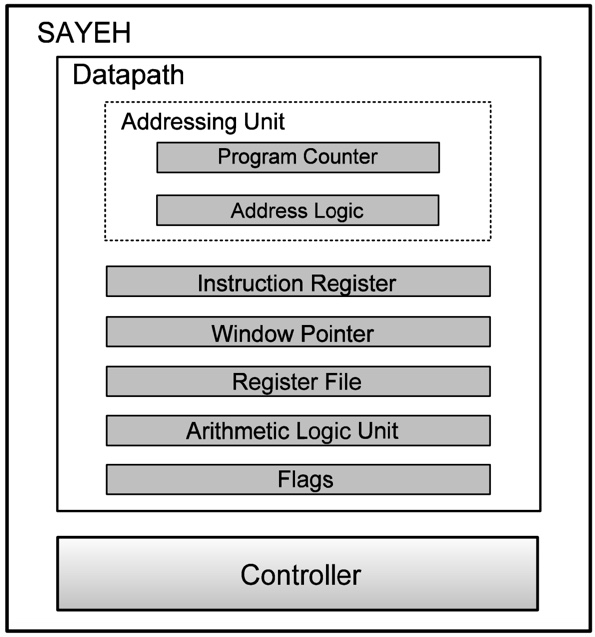 SAYEH
Datapath
Addressing Unit
Program Counter
Address Logic
Instruction Register
Window Pointer
Register File
Arithmetic Logic Unit
Flags
Controller